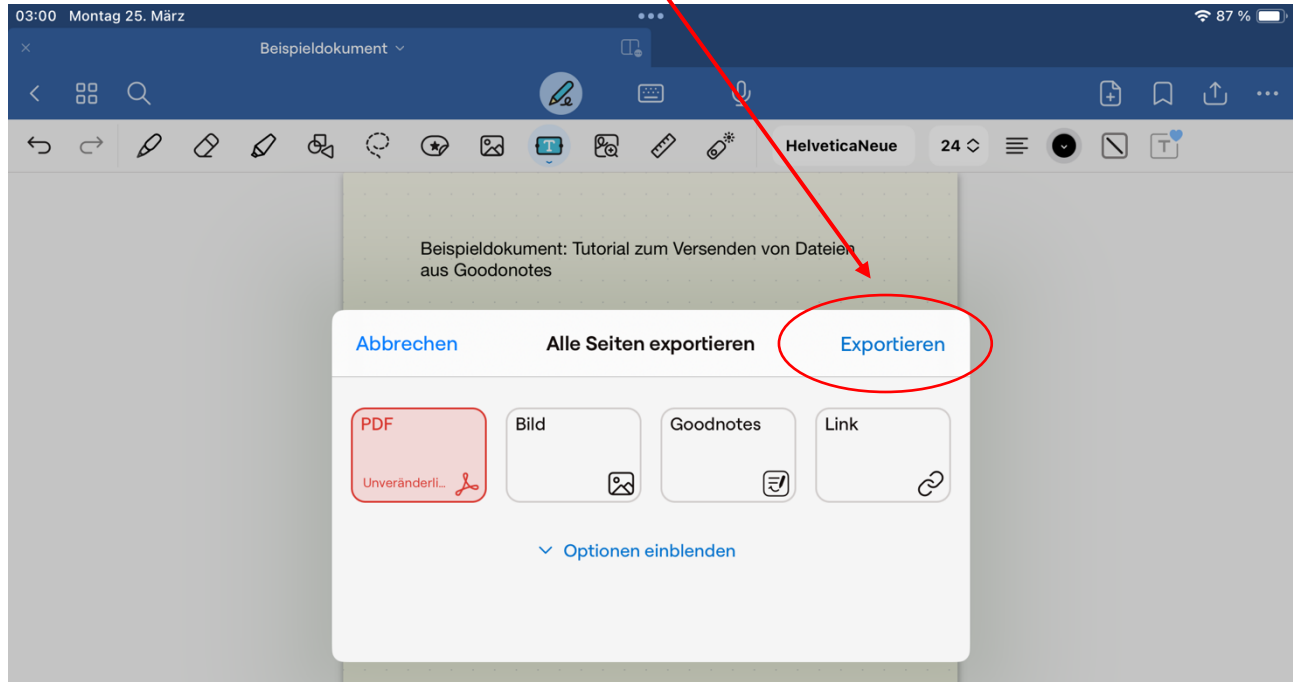 03:00 Montag 25. März
87 %
Beispieldokument
HelveticaNeue
24
T
T
Beispieldokument: Tutorial zum Versenden von Dateien
aus Goodonotes
Abbrechen
Alle Seiten exportieren
Exportieren
PDF
Bild
Goodnotes
Link
Unveränderli...
Optionen einblenden